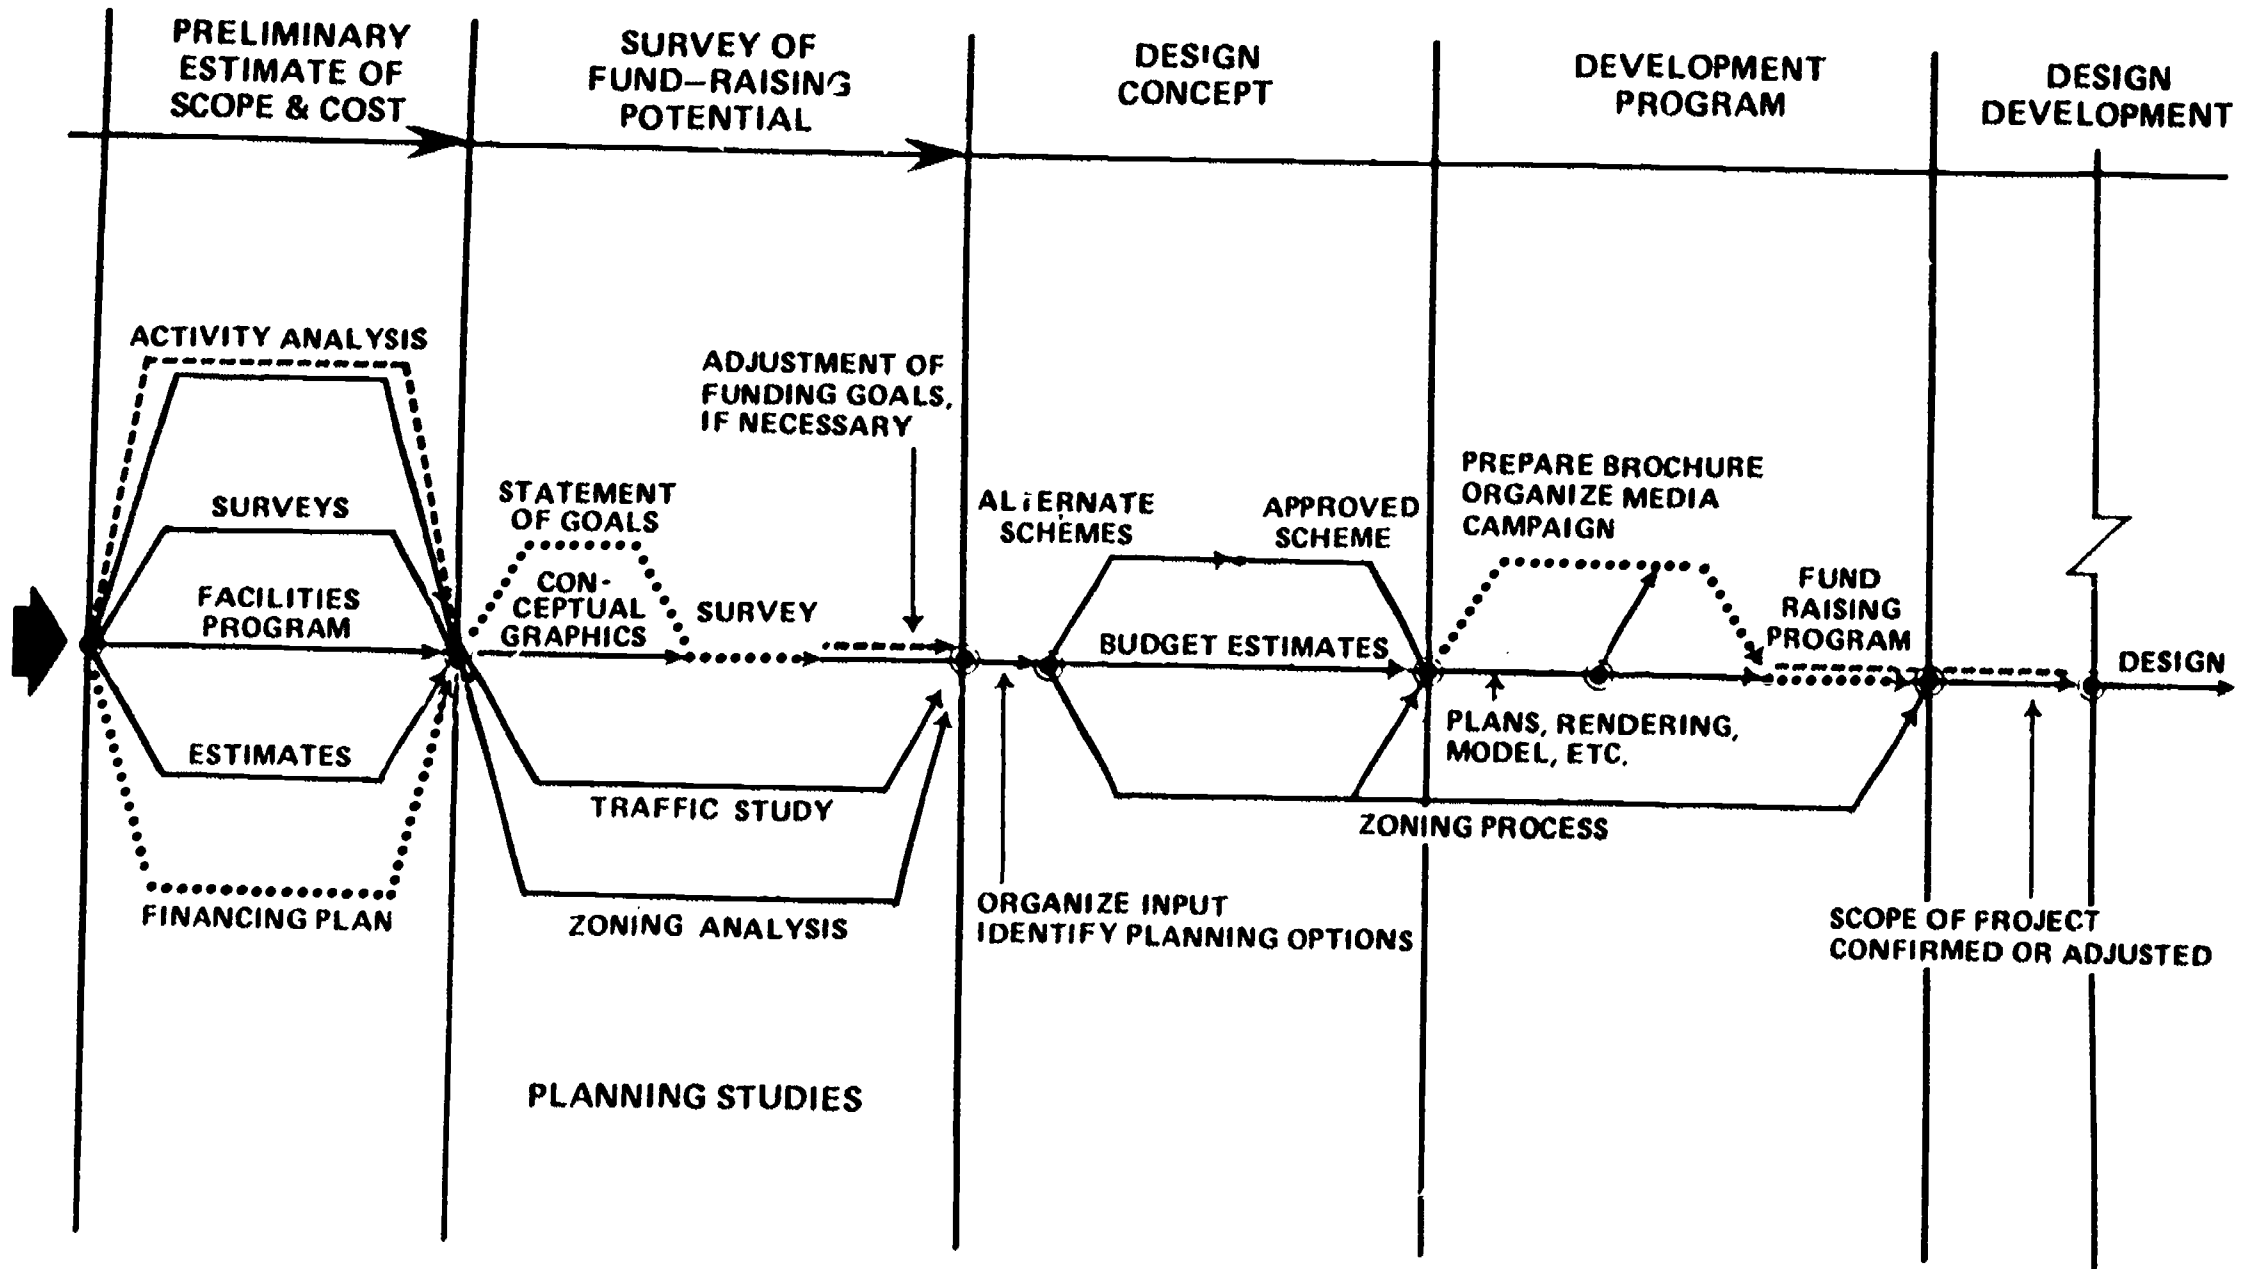 PRELIMINARY
ESTIMATE OF
SCOPE & COST
SURVEY OF
FUND–RAISING
POTENTIAL
DESIGN
CONCEPT
DEVELOPMENT
PROGRAM
DESIGN
DEVELOPMENT
ACTIVITY ANALYSIS
SURVEYS
FACILITIES
PROGRAM
ESTIMATES
FINANCING PLAN
STATEMENT
OF GOALS
CON-
CEPTUAL
GRAPHICS
SURVEY
ADJUSTMENT OF
FUNDING GOALS,
IF NECESSARY
TRAFFIC STUDY
ZONING ANALYSIS
ALTERNATE
SCHEMES
APPROVED
SCHEME
BUDGET ESTIMATES
ORGANIZE INPUT
IDENTIFY PLANNING OPTIONS
PREPARE BROCHURE
ORGANIZE MEDIA
CAMPAIGN
FUND
RAISING
PROGRAM
PLANS, RENDERING,
MODEL, ETC.
ZONING PROCESS
DESIGN
SCOPE OF PROJECT
CONFIRMED OR ADJUSTED
PLANNING STUDIES